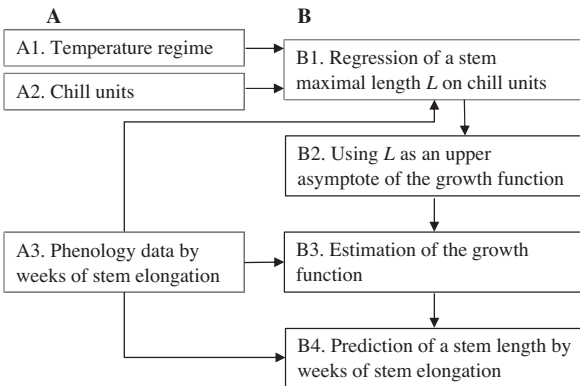 A
B
A1. Temperature regime
A2. Chill units
B1. Regression of a stem
maximal length L on chill units
B2. Using L as an upper
asymptote of the growth function
A3. Phenology data by
weeks of stem elongation
B3. Estimation of the growth
function
B4. Prediction of a stem length by
weeks of stem elongation